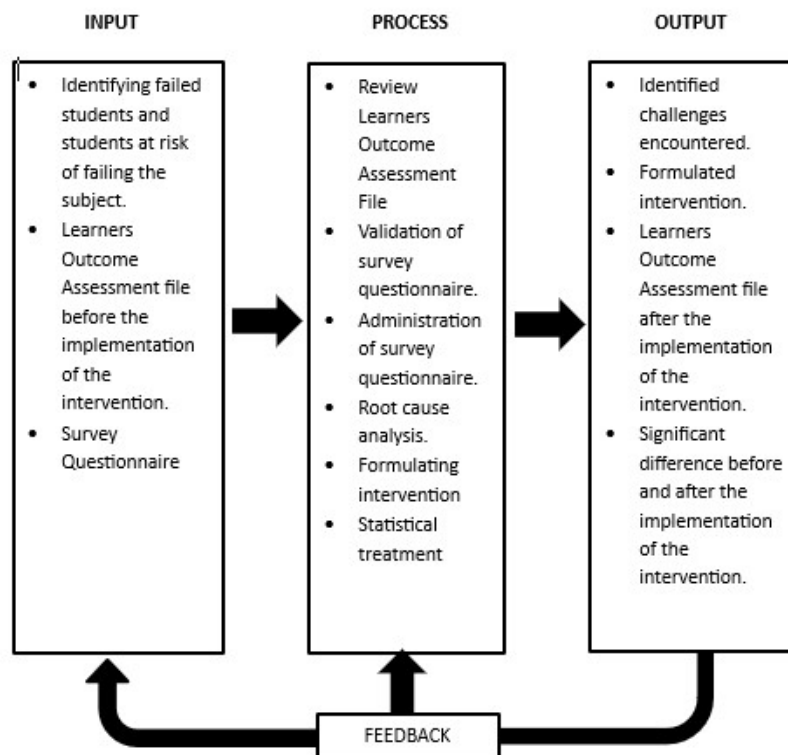 INPUT
• Identifying failed
students and
students at risk
of failing the
subject.
• Learners
Outcome
Assessment file
before the
implementation
of the
intervention.
• Survey
Questionnaire
PROCESS
• Review
Learners
Outcome
Assessment
File
• Validation of
survey
questionnaire.
• Administration
of survey
questionnaire.
• Root cause
analysis.
• Formulating
intervention
• Statistical
treatment
OUTPUT
• Identified
challenges
encountered.
• Formulated
intervention.
• Learners
Outcome
Assessment file
after the
implementation
of the
intervention.
• Significant
difference before
and after the
implementation
of the
intervention.
FEEDBACK